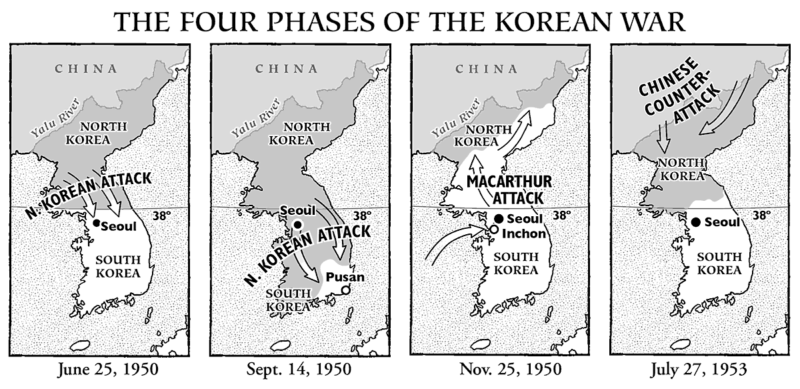 THE FOUR PHASES OF THE KOREAN WAR
CHINA
Yalu River
NORTH
KOREA
N. KOREAN ATTACK
38°
Seoul
SOUTH
KOREA
June 25, 1950
CHINA
Yalu River
NORTH
KOREA
Seoul
38°
N. KOREAN ATTACK
Pusan
SOUTH
KOREA
Sept. 14, 1950
CHINA
Yalu River
NORTH
KOREA
MACARTHUR
ATTACK
38°
Seoul
Inchon
SOUTH
KOREA
Nov. 25, 1950
CHINESE
COUNTER-
ATTACK
NORTH
KOREA
38°
Seoul
SOUTH
KOREA
July 27, 1953